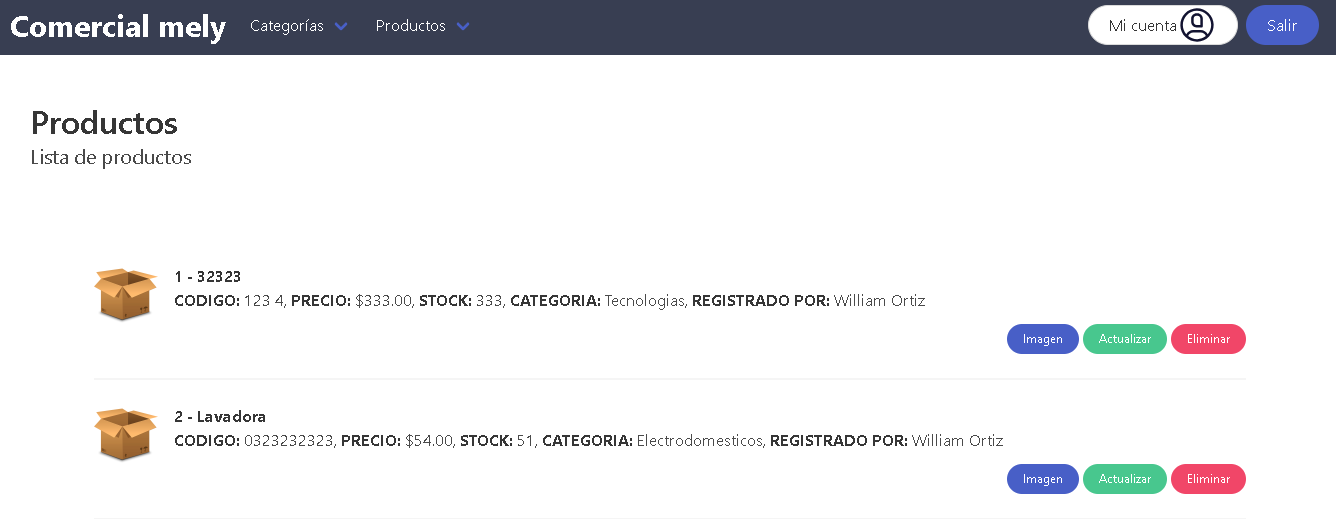 Comercial mely Categorías Productos Mi cuenta Salir
Productos
Lista de productos
1 - 32323
CODIGO: 123 4, PRECIO: $333.00, STOCK: 333, CATEGORIA: Tecnologias, REGISTRADO POR: William Ortiz
Imagen Actualizar Eliminar
2 - Lavadora
CODIGO: 0323232323, PRECIO: $54.00, STOCK: 51, CATEGORIA: Electrodomesticos, REGISTRADO POR: William Ortiz
Imagen Actualizar Eliminar